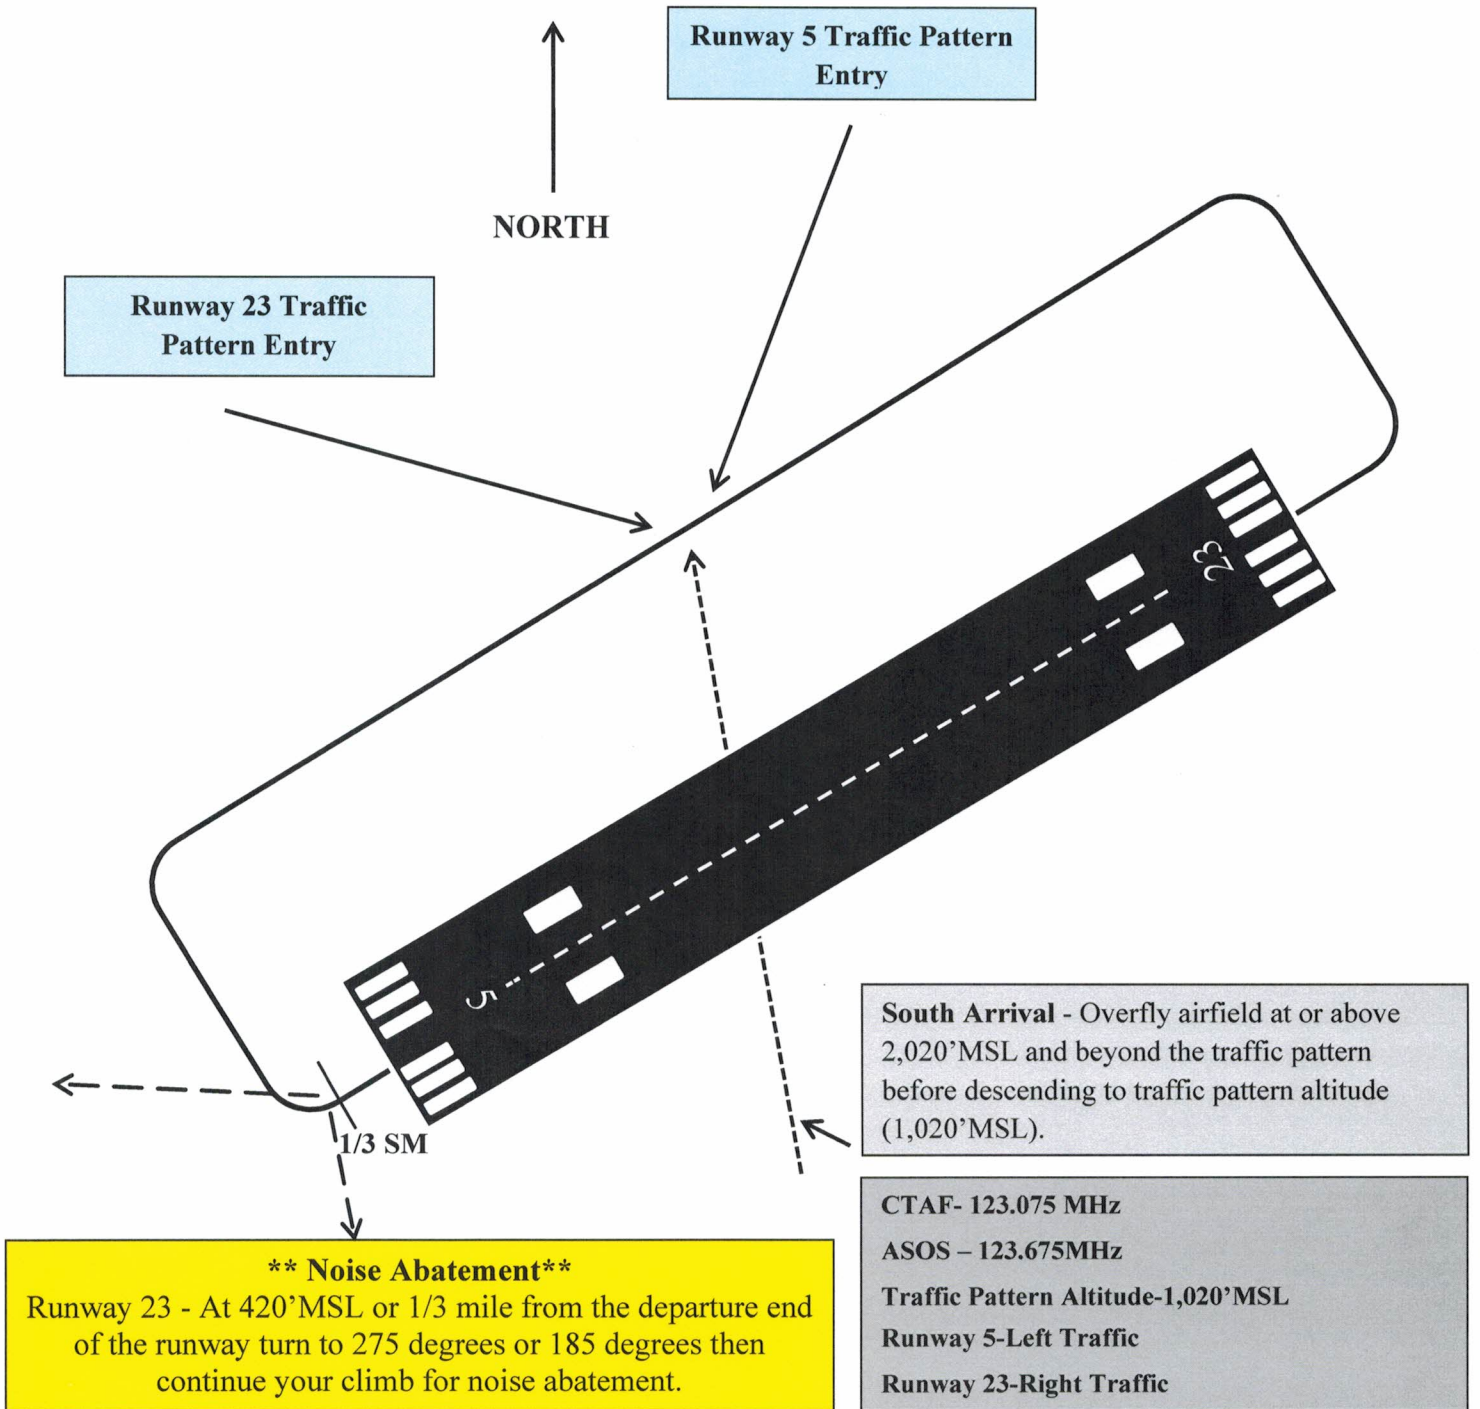 Runway 5 Traffic Pattern
Entry
NORTH
Runway 23 Traffic
Pattern Entry
23
5
1/3 SM
South Arrival - Overfly airfield at or above
2,020’MSL and beyond the traffic pattern
before descending to traffic pattern altitude
(1,020’MSL).
CTAF- 123.075 MHz
ASOS – 123.675MHz
Traffic Pattern Altitude-1,020’MSL
Runway 5-Left Traffic
Runway 23-Right Traffic
** Noise Abatement**
Runway 23 - At 420’MSL or 1/3 mile from the departure end
of the runway turn to 275 degrees or 185 degrees then
continue your climb for noise abatement.